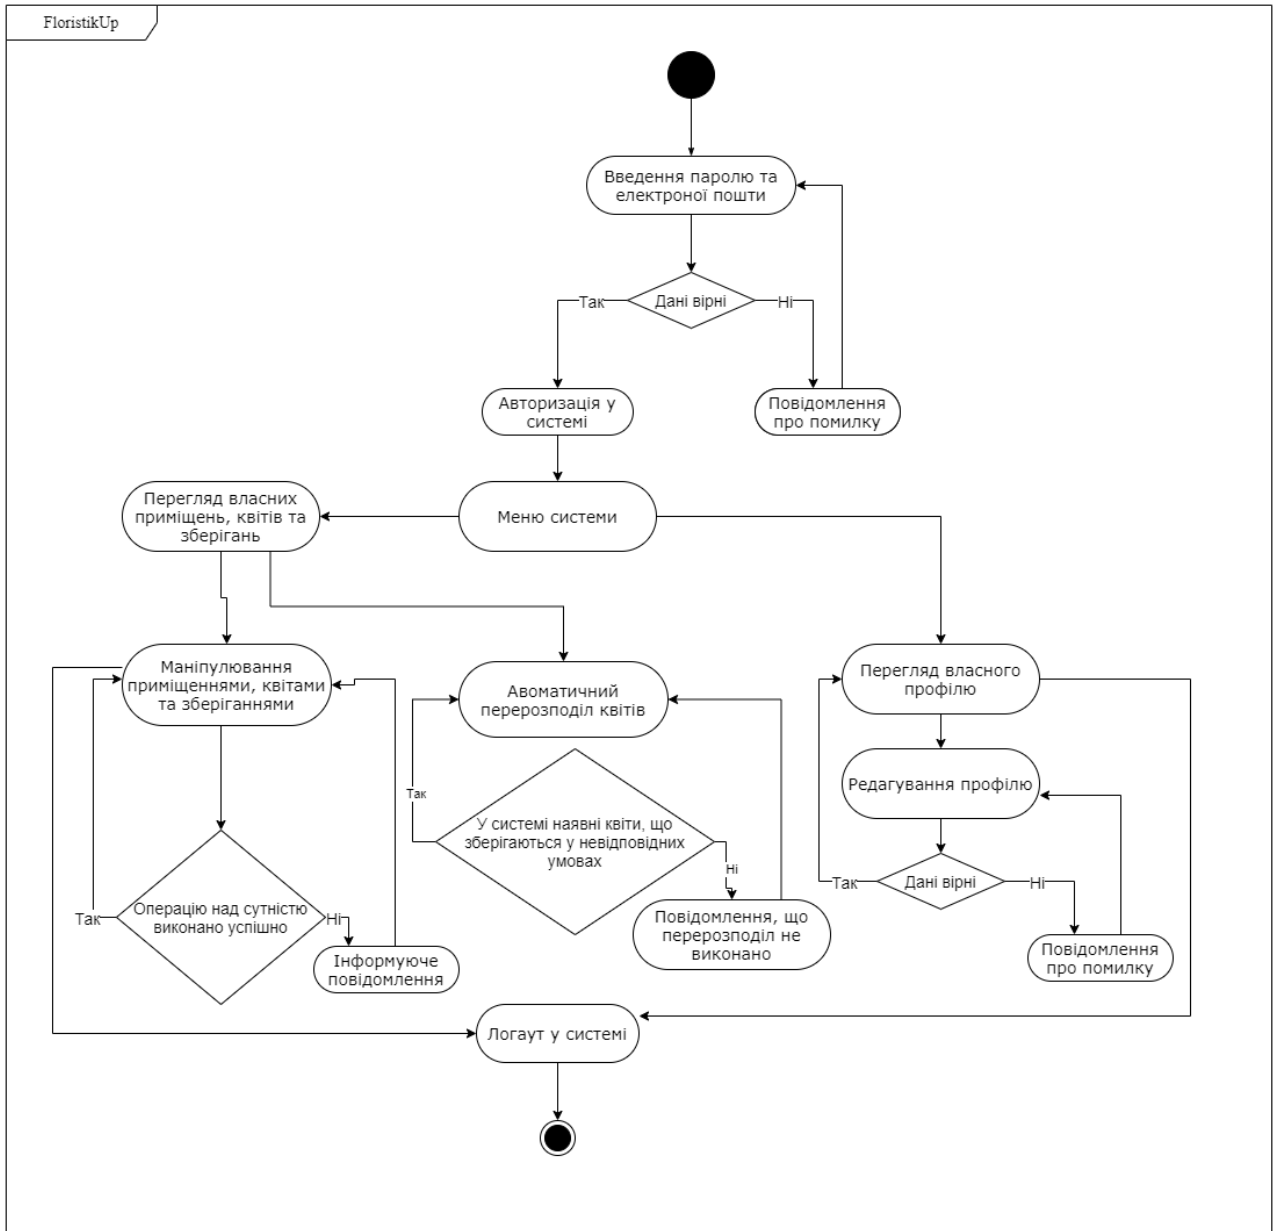 FloristikUp
Введення паролю та
електроної пошти
Дані вірні
Так
Ні
Авторизація у
системі
Повідомлення
про помилку
Перегляд власних
приміщень, квітів та
зберігань
Меню системи
Маніпулювання
приміщеннями, квітами
та зберіганнями
Авоматичний
перерозподіл квітів
Перегляд власного
профілю
Редагування профілю
Так
У системі наявні квіти, що
зберігаються у невідповідних
умовах
Ні
Дані вірні
Так
Ні
Операцію над сутністю
виконано успішно
Так
Ні
Інформуюче
повідомлення
Повідомлення, що
перерозподіл не
виконано
Повідомлення
про помилку
Логаут у системі